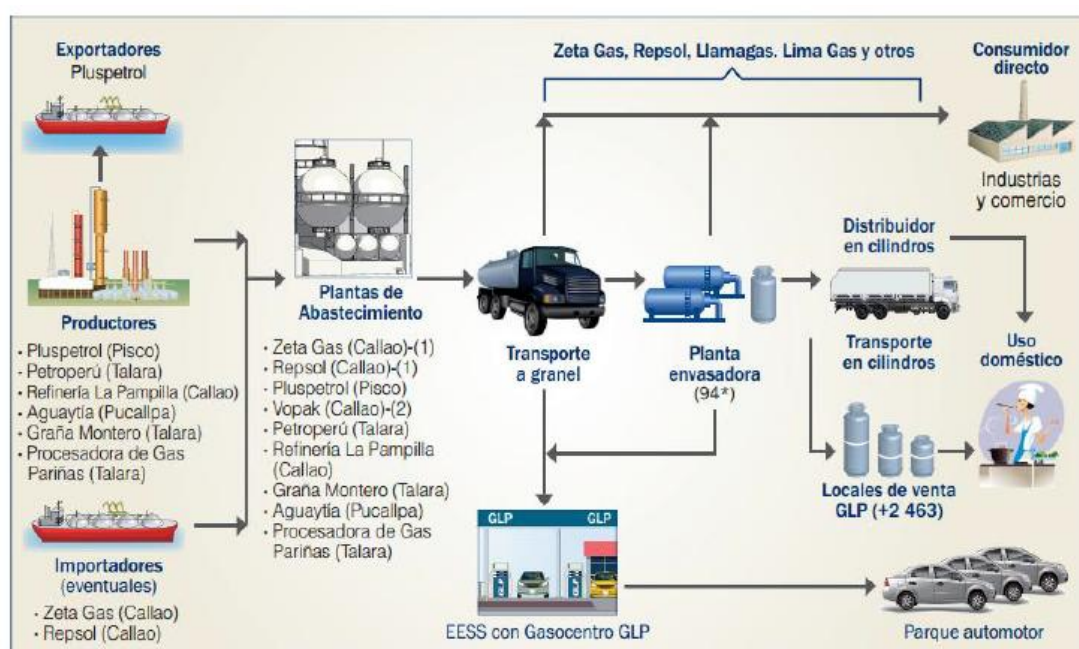 Exportadores
Pluspetrol
Productores
· Pluspetrol (Pisco)
· Petroperú (Talara)
· Refinería La Pampilla (Callao)
· Aguaytía (Pucallpa)
· Graña Montero (Talara)
· Procesadora de Gas
Pariñas (Talara)
Importadores
(eventuales)
· Zeta Gas (Callao)
· Repsol (Callao)
Plantas de
Abastecimiento
· Zeta Gas (Callao)-(1)
· Repsol (Callao)-(1)
· Pluspetrol (Pisco)
· Vopak (Callao)-(2)
· Petroperú (Talara)
· Refinería La Pampilla
(Callao)
· Graña Montero (Talara)
· Aguaytía (Pucallpa)
· Procesadora de Gas
Pariñas (Talara)
Zeta Gas, Repsol, Llamagas. Lima Gas y otros
Transporte
a granel
Planta
envasadora
(94*)
GLP
GLP
GLP
GLP
EESS con Gasocentro GLP
Consumidor
directo
Industrias
y comercio
Distribuidor
en cilindros
Transporte
en cilindros
Locales de venta
GLP (+2 463)
Uso
doméstico
Parque automotor